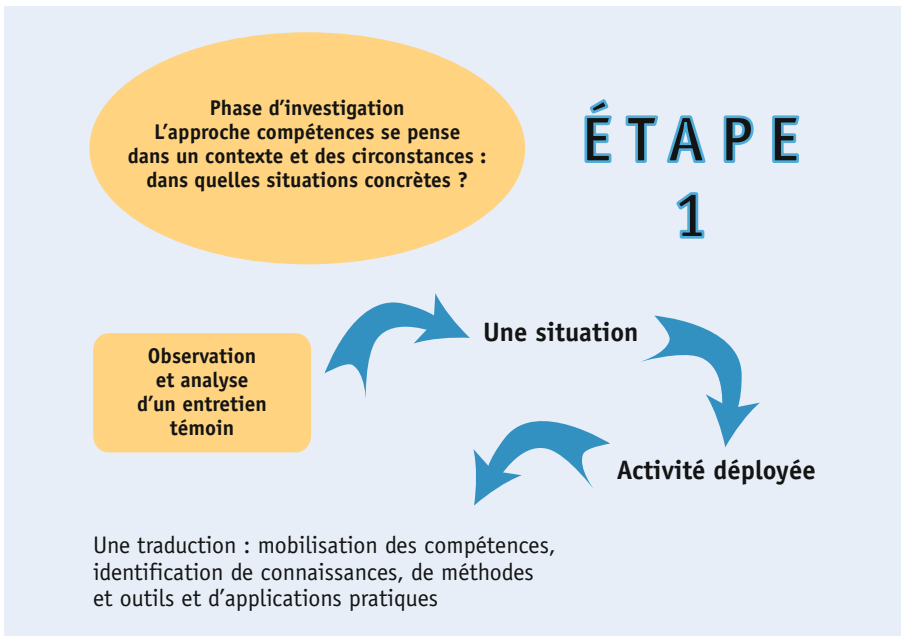 Phase d’investigation
L’approche compétences se pense
dans un contexte et des circonstances :
dans quelles situations concrètes ?
ÉTAPE
1
Observation
et analyse
d’un entretien
témoin
Une situation
Activité déployée
Une traduction : mobilisation des compétences,
identification de connaissances, de méthodes
et outils et d’applications pratiques